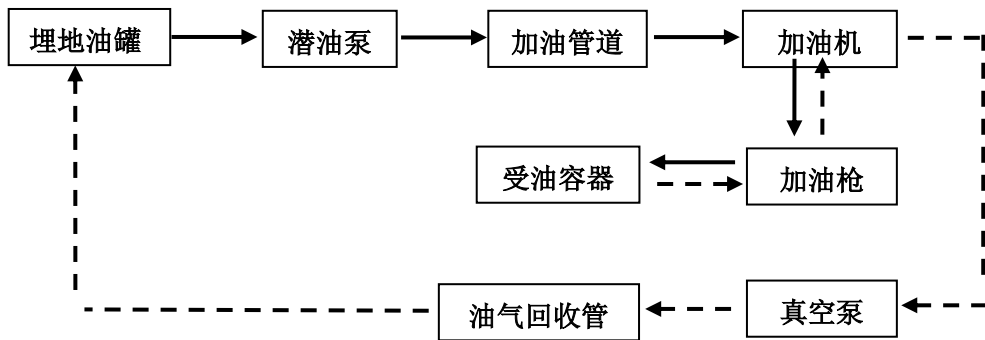 埋地油罐
潜油泵
加油管道
加油机
受油容器
加油枪
油气回收管
真空泵